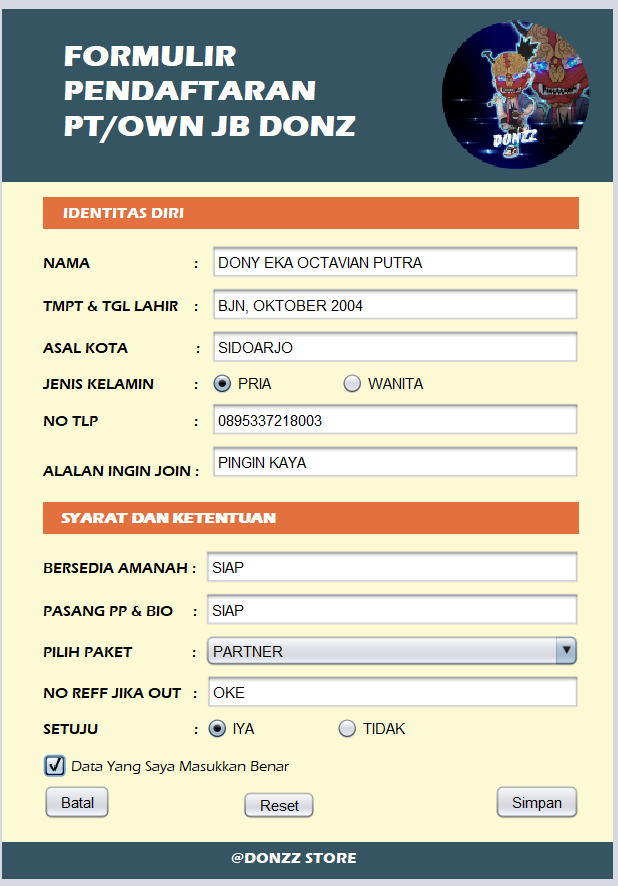 FORMULIR
PENDAFTARAN
PT/OWN JB DONZ
DONZZ
IDENTITAS DIRI
NAMA : DONY EKA OCTAVIAN PUTRA
TMPT & TGL LAHIR : BJN, OKTOBER 2004
ASAL KOTA : SIDOARJO
JENIS KELAMIN : PRIA WANITA
NO TLP : 0895337218003
ALALAN INGIN JOIN : PINGIN KAYA
SYARAT DAN KETENTUAN
BERSEDIA AMANAH : SIAP
PASANG PP & BIO : SIAP
PILIH PAKET : PARTNER
NO REFF JIKA OUT : OKE
SETUJU : IYA TIDAK
Data Yang Saya Masukkan Benar
Batal Reset Simpan
@DONZZ STORE